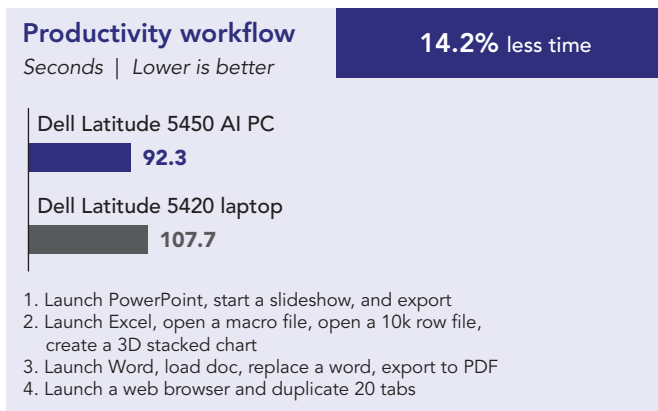 Productivity workflow
Seconds | Lower is better
14.2% less time
Dell Latitude 5450 AI PC
92.3
Dell Latitude 5420 laptop
107.7
1. Launch PowerPoint, start a slideshow, and export
2. Launch Excel, open a macro file, open a 10k row file,
create a 3D stacked chart
3. Launch Word, load doc, replace a word, export to PDF
4. Launch a web browser and duplicate 20 tabs